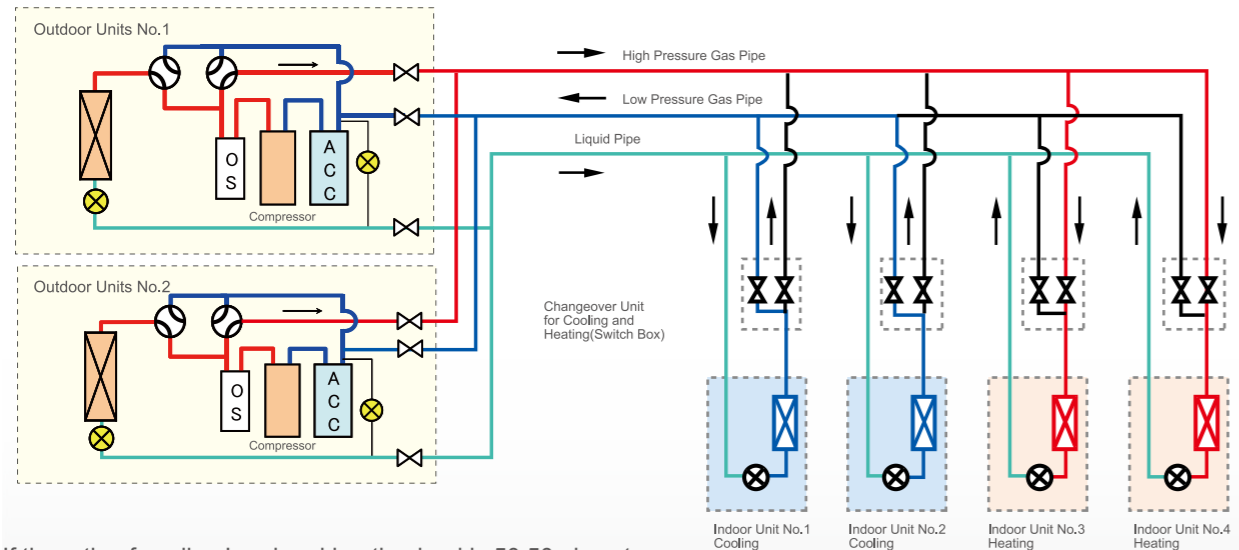 Outdoor Units No.1
O
S
Compressor
A
C
C
High Pressure Gas Pipe
Low Pressure Gas Pipe
Liquid Pipe
Outdoor Units No.2
O
S
Compressor
A
C
C
Changeover Unit
for Cooling and
Heating(Switch Box)
Indoor Unit No.1
Cooling
Indoor Unit No.2
Cooling
Indoor Unit No.3
Heating
Indoor Unit No.4
Heating